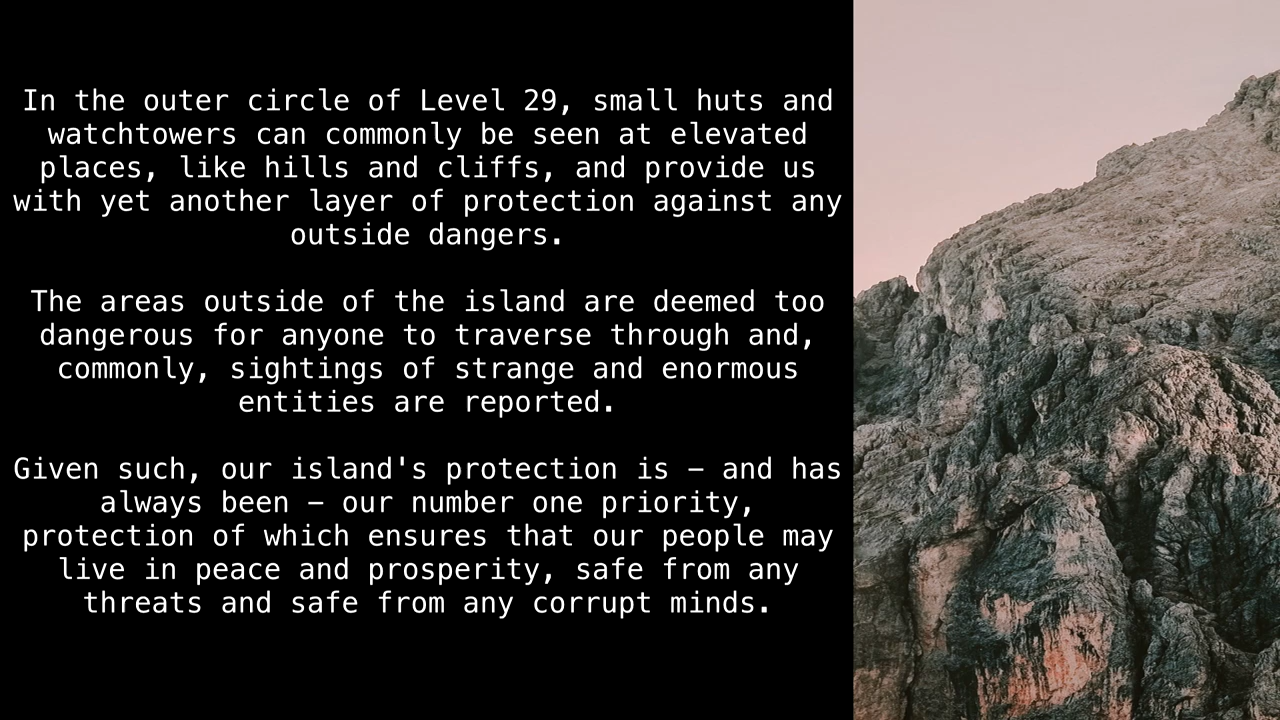 In the outer circle of Level 29, small huts and
watchtowers can commonly be seen at elevated
places, like hills and cliffs, and provide us
with yet another layer of protection against any
outside dangers.
The areas outside of the island are deemed too
dangerous for anyone to traverse through and,
commonly, sightings of strange and enormous
entities are reported.
Given such, our island's protection is – and has
always been – our number one priority,
protection of which ensures that our people may
live in peace and prosperity, safe from any
threats and safe from any corrupt minds.